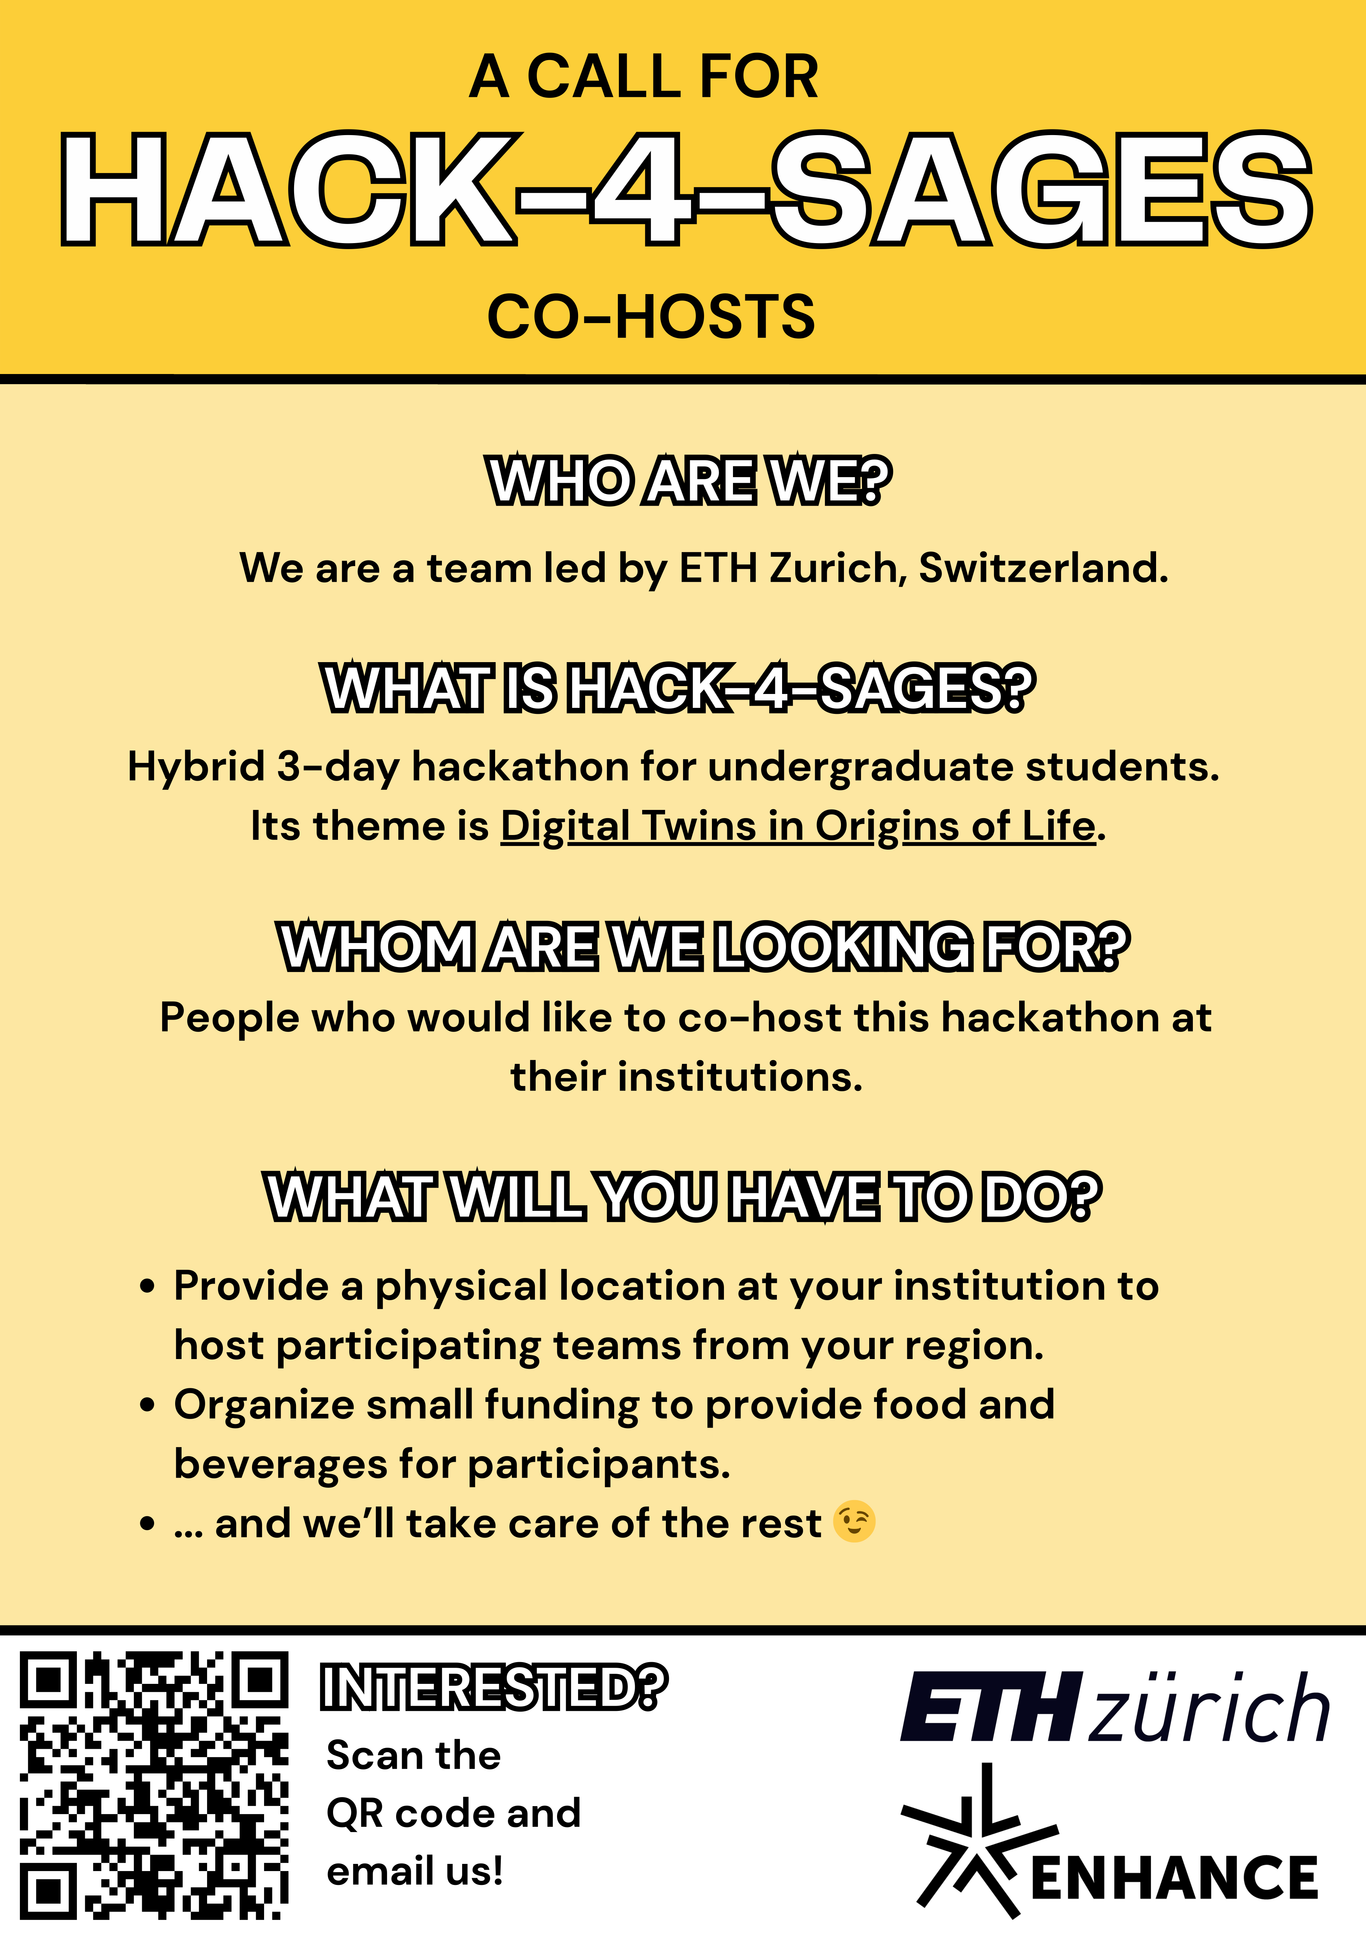 A CALL FOR
HACK-4-SAGES
CO-HOSTS
WHO ARE WE?
We are a team led by ETH Zurich, Switzerland.
WHAT IS HACK-4-SAGES?
Hybrid 3-day hackathon for undergraduate students.
Its theme is Digital Twins in Origins of Life.
WHOM ARE WE LOOKING FOR?
People who would like to co-host this hackathon at
their institutions.
WHAT WILL YOU HAVE TO DO?
• Provide a physical location at your institution to
host participating teams from your region.
• Organize small funding to provide food and
beverages for participants.
• ... and we’ll take care of the rest 😉
INTERESTED?
Scan the
QR code and
email us!
ETH zürich
ENHANCE